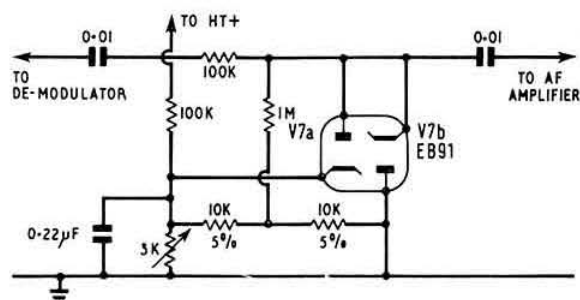 TO HT+
0·01
0·01
100K
TO
DE-MODULATOR
TO AF
AMPLIFIER
100K
1M
V7a
V7b
EB91
10K
5%
10K
5%
0·22µF
3K